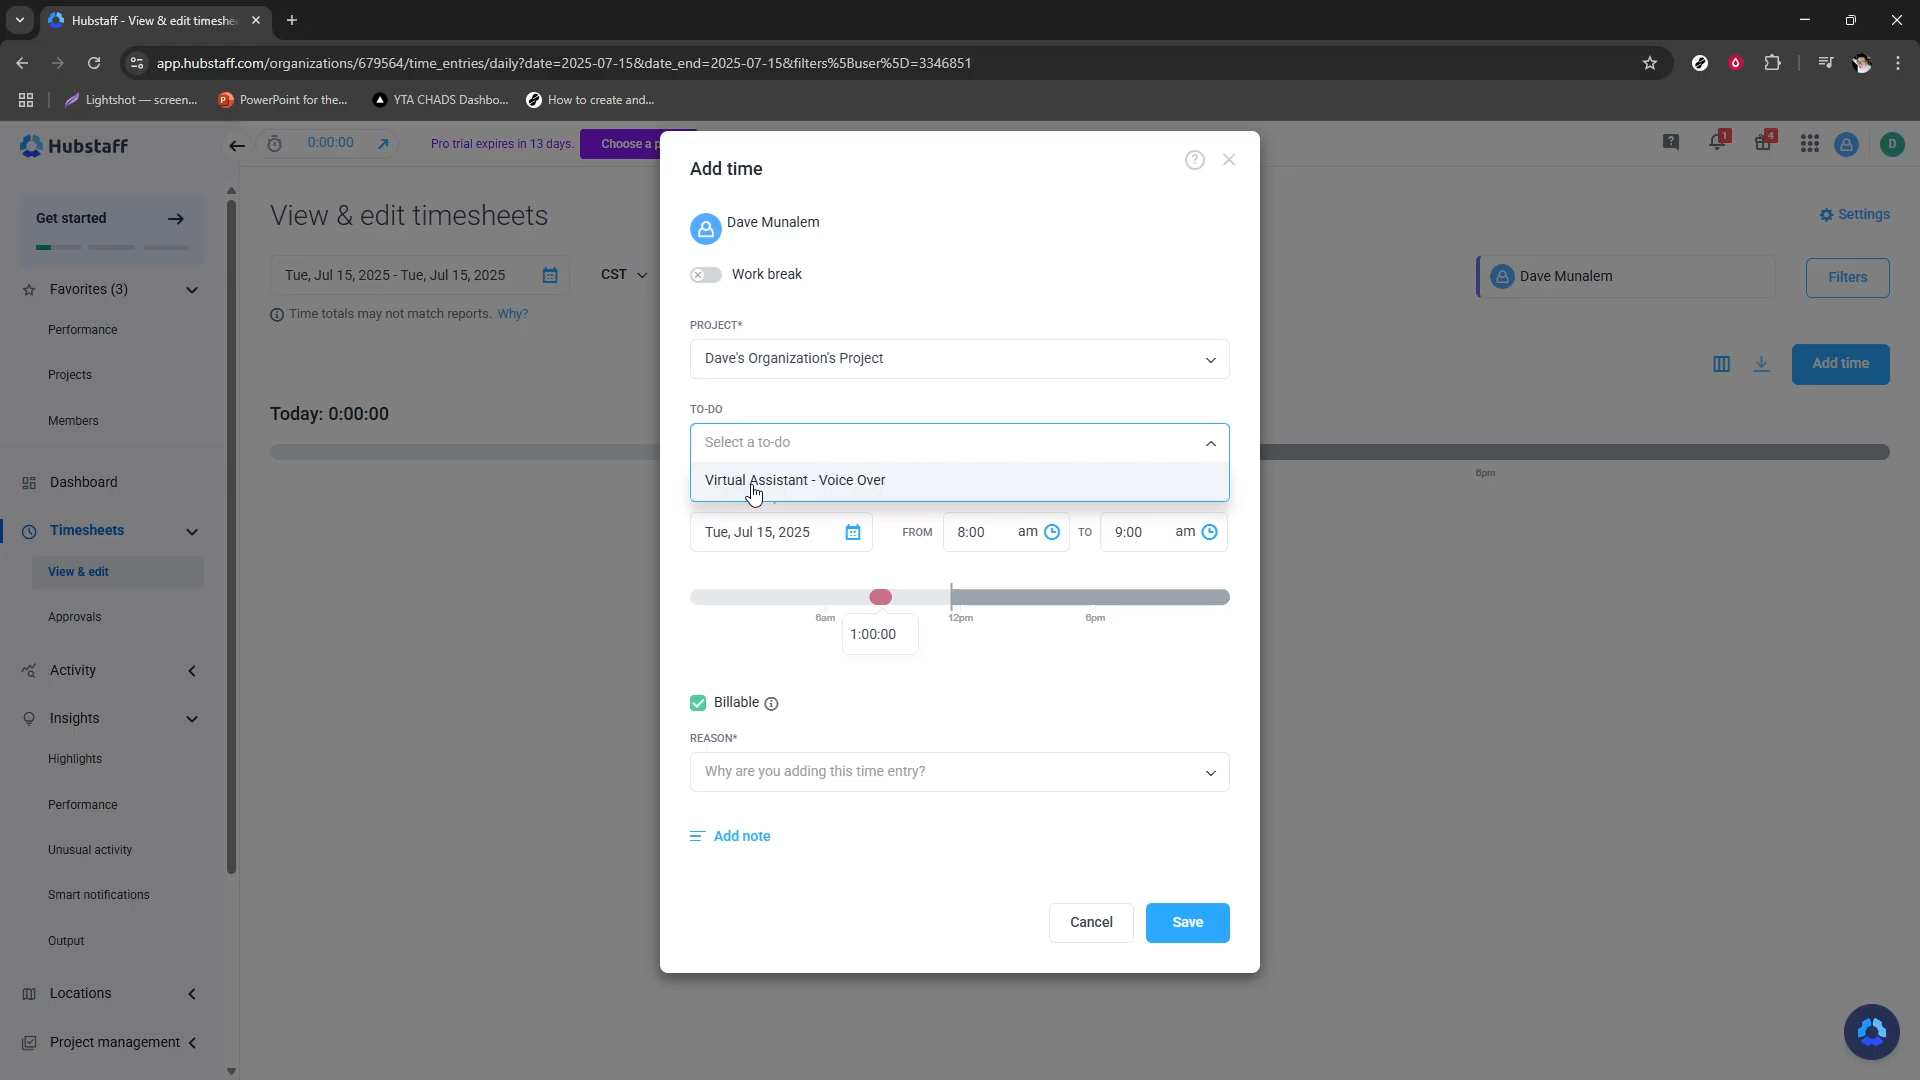 Hubstaff - View & edit timeshe
app.hubstaff.com/organizations/679564/time_entries/daily?date=2025-07-15&date_end=2025-07-15&filters%5Buser%5D=3346851
Lightshot — screen...
PowerPoint for the...
YTA CHADS Dashbo...
How to create and...
Hubstaff
0:00:00
Pro trial expires in 13 days.
Choose a p
1
4
D
Get started
Favorites (3)
Performance
Projects
Members
Dashboard
Timesheets
View & edit
Approvals
Activity
Insights
Highlights
Performance
Unusual activity
Smart notifications
Output
Locations
Project management
View & edit timesheets
Settings
Tue, Jul 15, 2025 - Tue, Jul 15, 2025
CST
Dave Munalem
Filters
Time totals may not match reports. Why?
Add time
Today: 0:00:00
6pm
Add time
Dave Munalem
Work break
PROJECT*
Dave's Organization's Project
TO-DO
Select a to-do
Virtual Assistant - Voice Over
Tue, Jul 15, 2025
FROM
8:00 am
TO
9:00 am
6am
12pm
6pm
1:00:00
Billable
REASON*
Why are you adding this time entry?
Add note
Cancel
Save